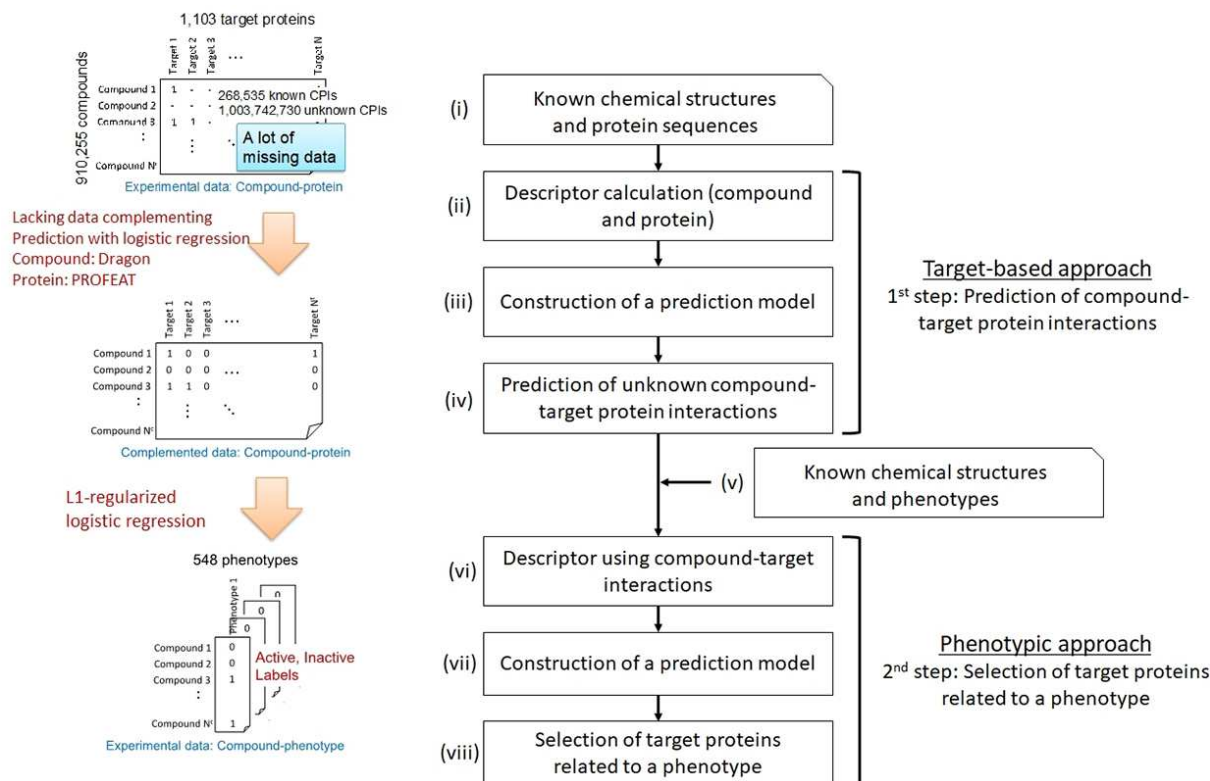 1,103 target proteins
910,255 compounds
Target 1
Target 2
Target 3
...
Target N
Compound 1 1 - -
Compound 2 - - -
Compound 3 1 1 -
:
Compound Nᶜ
268,535 known CPIs
1,003,742,730 unknown CPIs
A lot of
missing data
Experimental data: Compound-protein
Lacking data complementing
Prediction with logistic regression
Compound: Dragon
Protein: PROFEAT
Target 1
Target 2
Target 3
...
Target Nᵗ
Compound 1 1 0 0 1
Compound 2 0 0 0 ... 0
Compound 3 1 1 0 0
:
Compound Nᶜ
Complemented data: Compound-protein
L1-regularized
logistic regression
548 phenotypes
Phenotype 1
0
0
0
Compound 1 0
Compound 2 0
Compound 3 1
:
Compound Nᶜ 1
Active, Inactive
Labels
Experimental data: Compound-phenotype
(i)
Known chemical structures
and protein sequences
(ii)
Descriptor calculation (compound
and protein)
(iii)
Construction of a prediction model
(iv)
Prediction of unknown compound-
target protein interactions
Target-based approach
1st step: Prediction of compound-
target protein interactions
(v)
Known chemical structures
and phenotypes
(vi)
Descriptor using compound-target
interactions
(vii)
Construction of a prediction model
(viii)
Selection of target proteins
related to a phenotype
Phenotypic approach
2nd step: Selection of target proteins
related to a phenotype